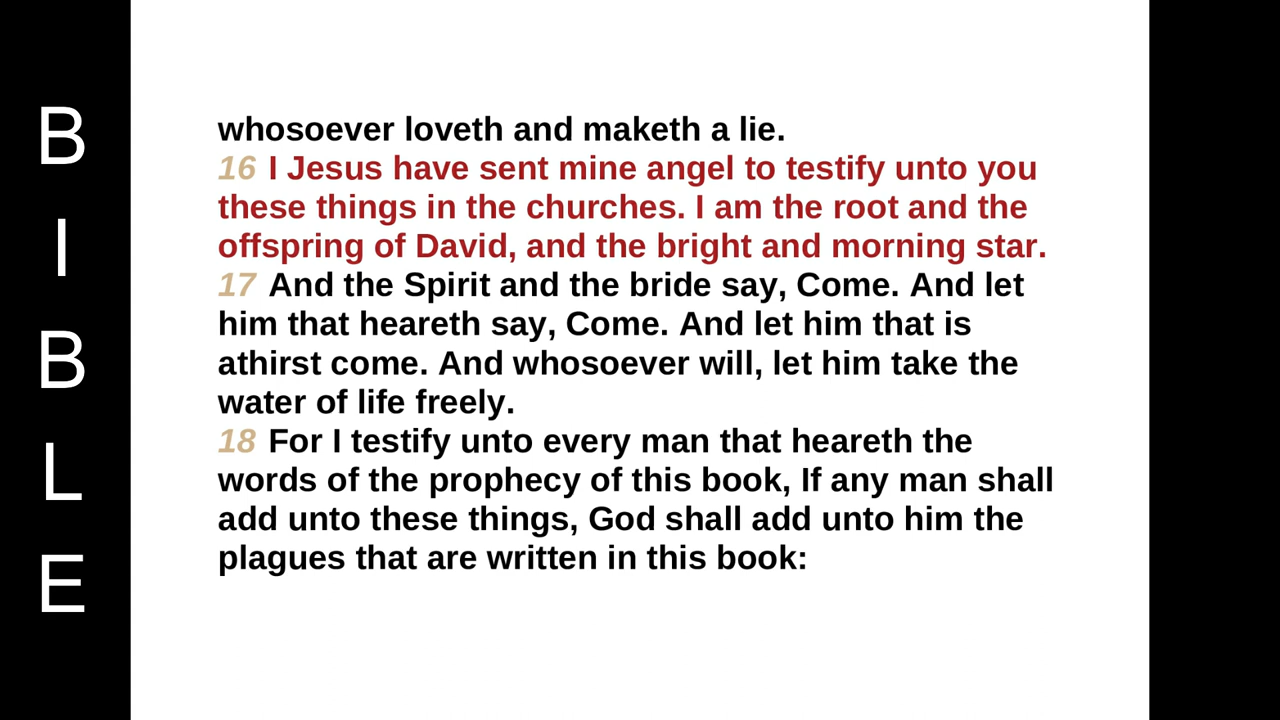 BIBLE
whosoever loveth and maketh a lie.
16 I Jesus have sent mine angel to testify unto you
these things in the churches. I am the root and the
offspring of David, and the bright and morning star.
17 And the Spirit and the bride say, Come. And let
him that heareth say, Come. And let him that is
athirst come. And whosoever will, let him take the
water of life freely.
18 For I testify unto every man that heareth the
words of the prophecy of this book, If any man shall
add unto these things, God shall add unto him the
plagues that are written in this book: